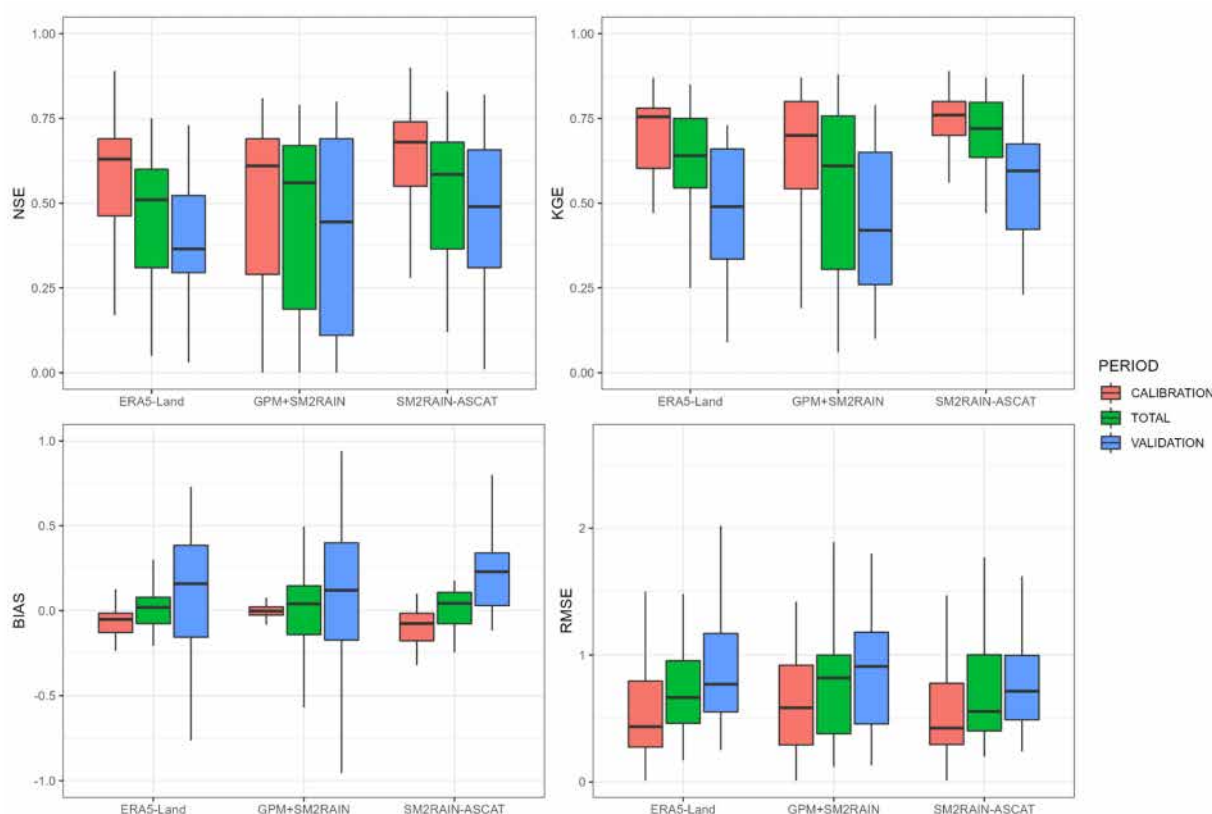 1.00
0.75
0.50
0.25
0.00
NSE
ERA5-Land GPM+SM2RAIN SM2RAIN-ASCAT
1.00
0.75
0.50
0.25
0.00
KGE
ERA5-Land GPM+SM2RAIN SM2RAIN-ASCAT
1.0
0.5
0.0
-0.5
-1.0
BIAS
ERA5-Land GPM+SM2RAIN SM2RAIN-ASCAT
2
1
0
RMSE
ERA5-Land GPM+SM2RAIN SM2RAIN-ASCAT
PERIOD
CALIBRATION
TOTAL
VALIDATION